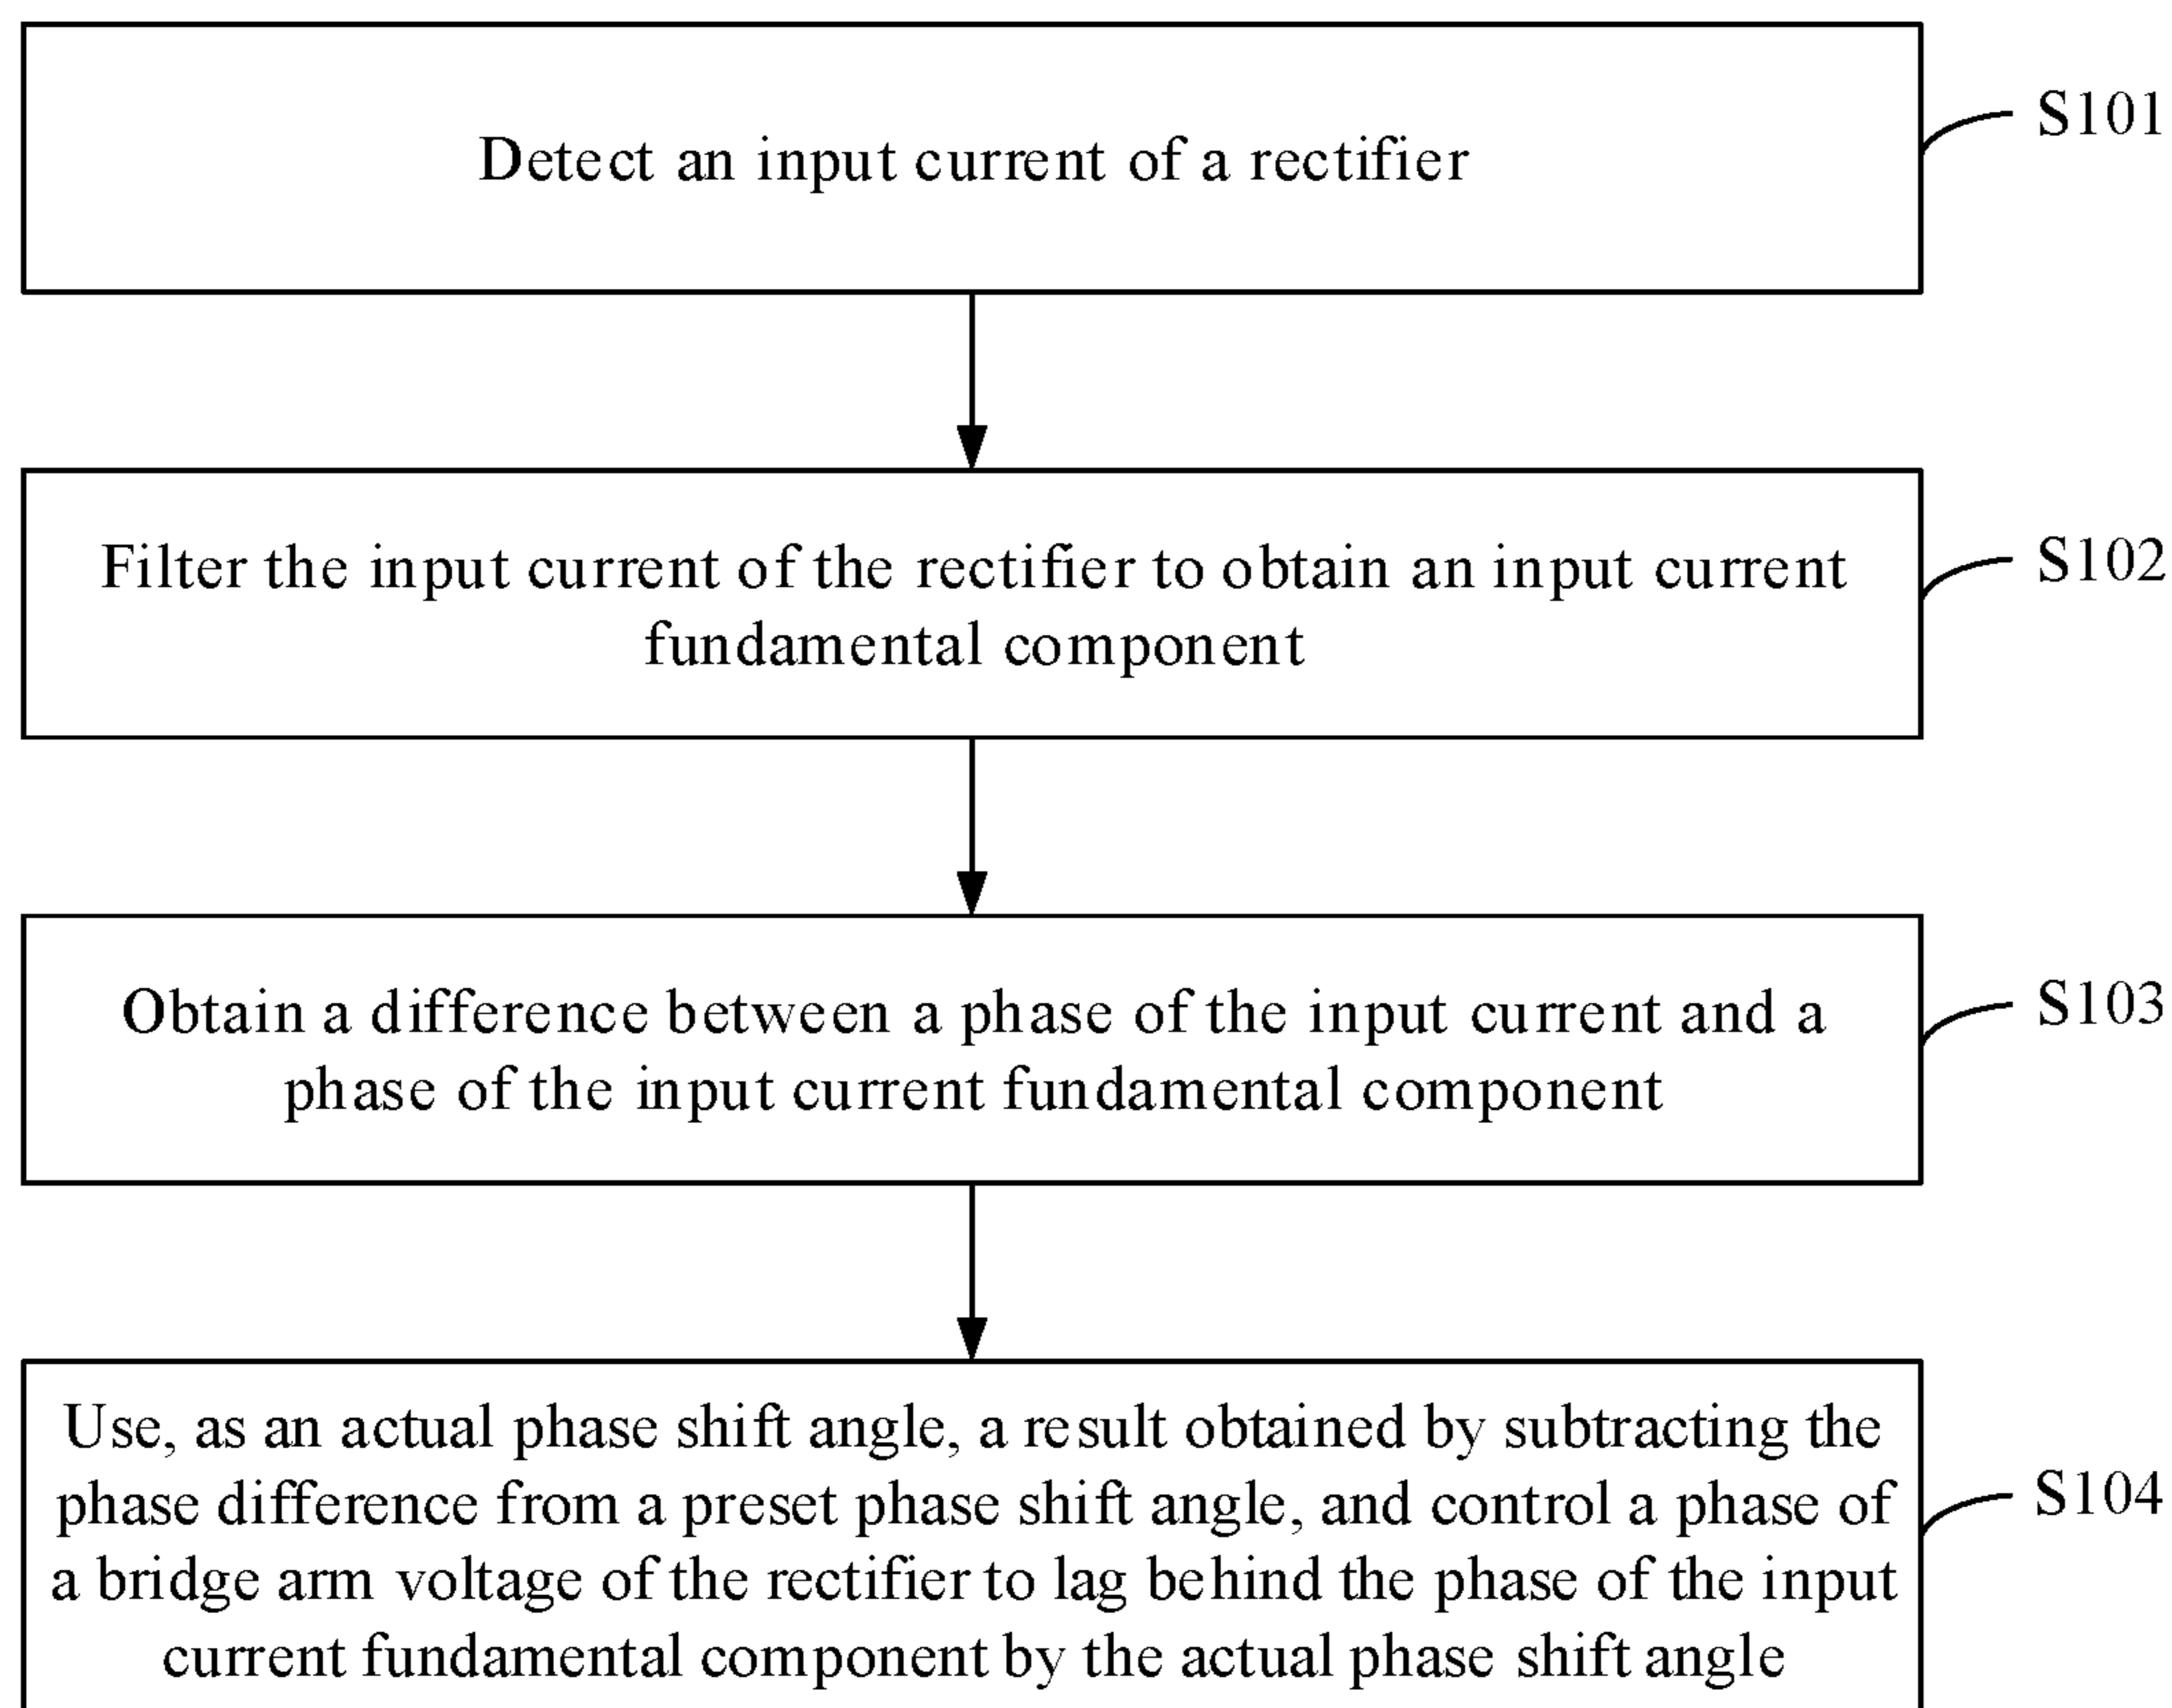 Detect an input current of a rectifier
S101
Filter the input current of the rectifier to obtain an input current
fundamental component
S102
Obtain a difference between a phase of the input current and a
phase of the input current fundamental component
S103
Use, as an actual phase shift angle, a result obtained by subtracting the
phase difference from a preset phase shift angle, and control a phase of
a bridge arm voltage of the rectifier to lag behind the phase of the input
current fundamental component by the actual phase shift angle
S104